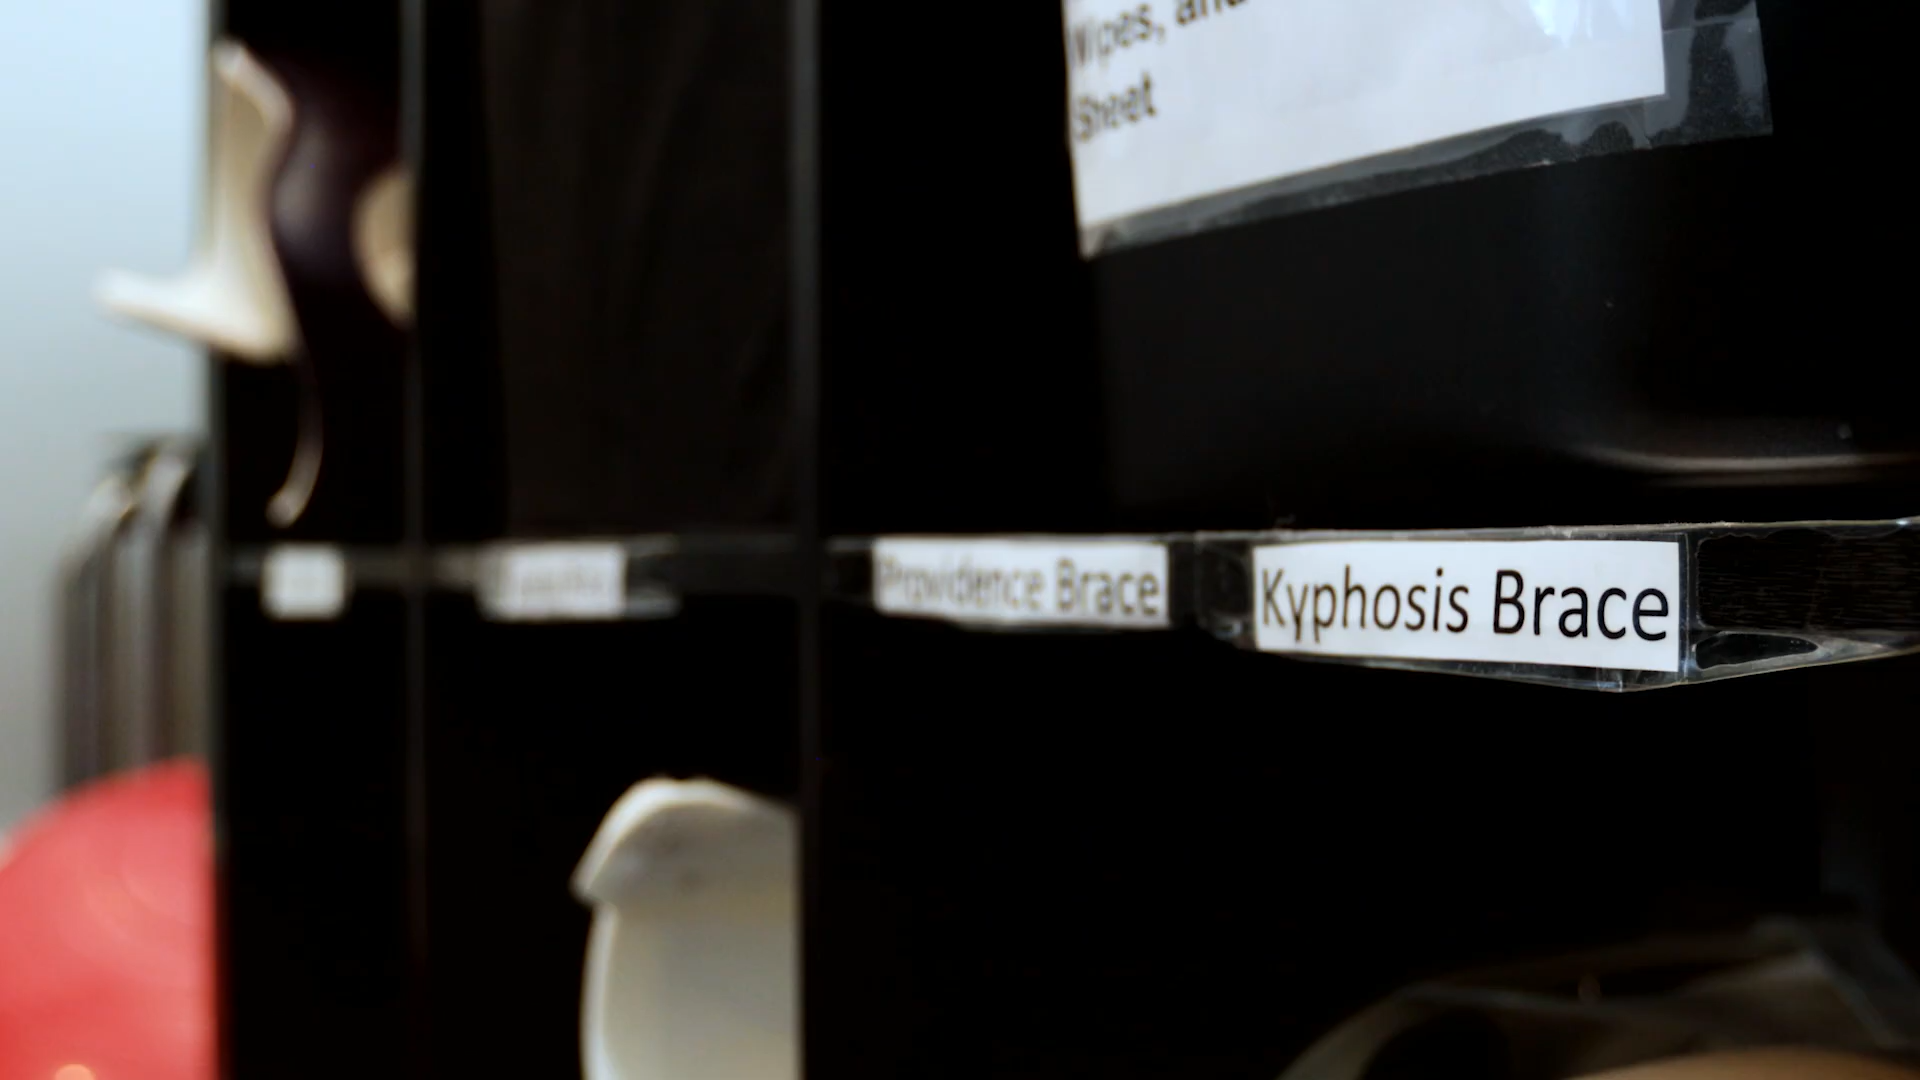 Wipes, and
Sheet
Providence Brace
Kyphosis Brace